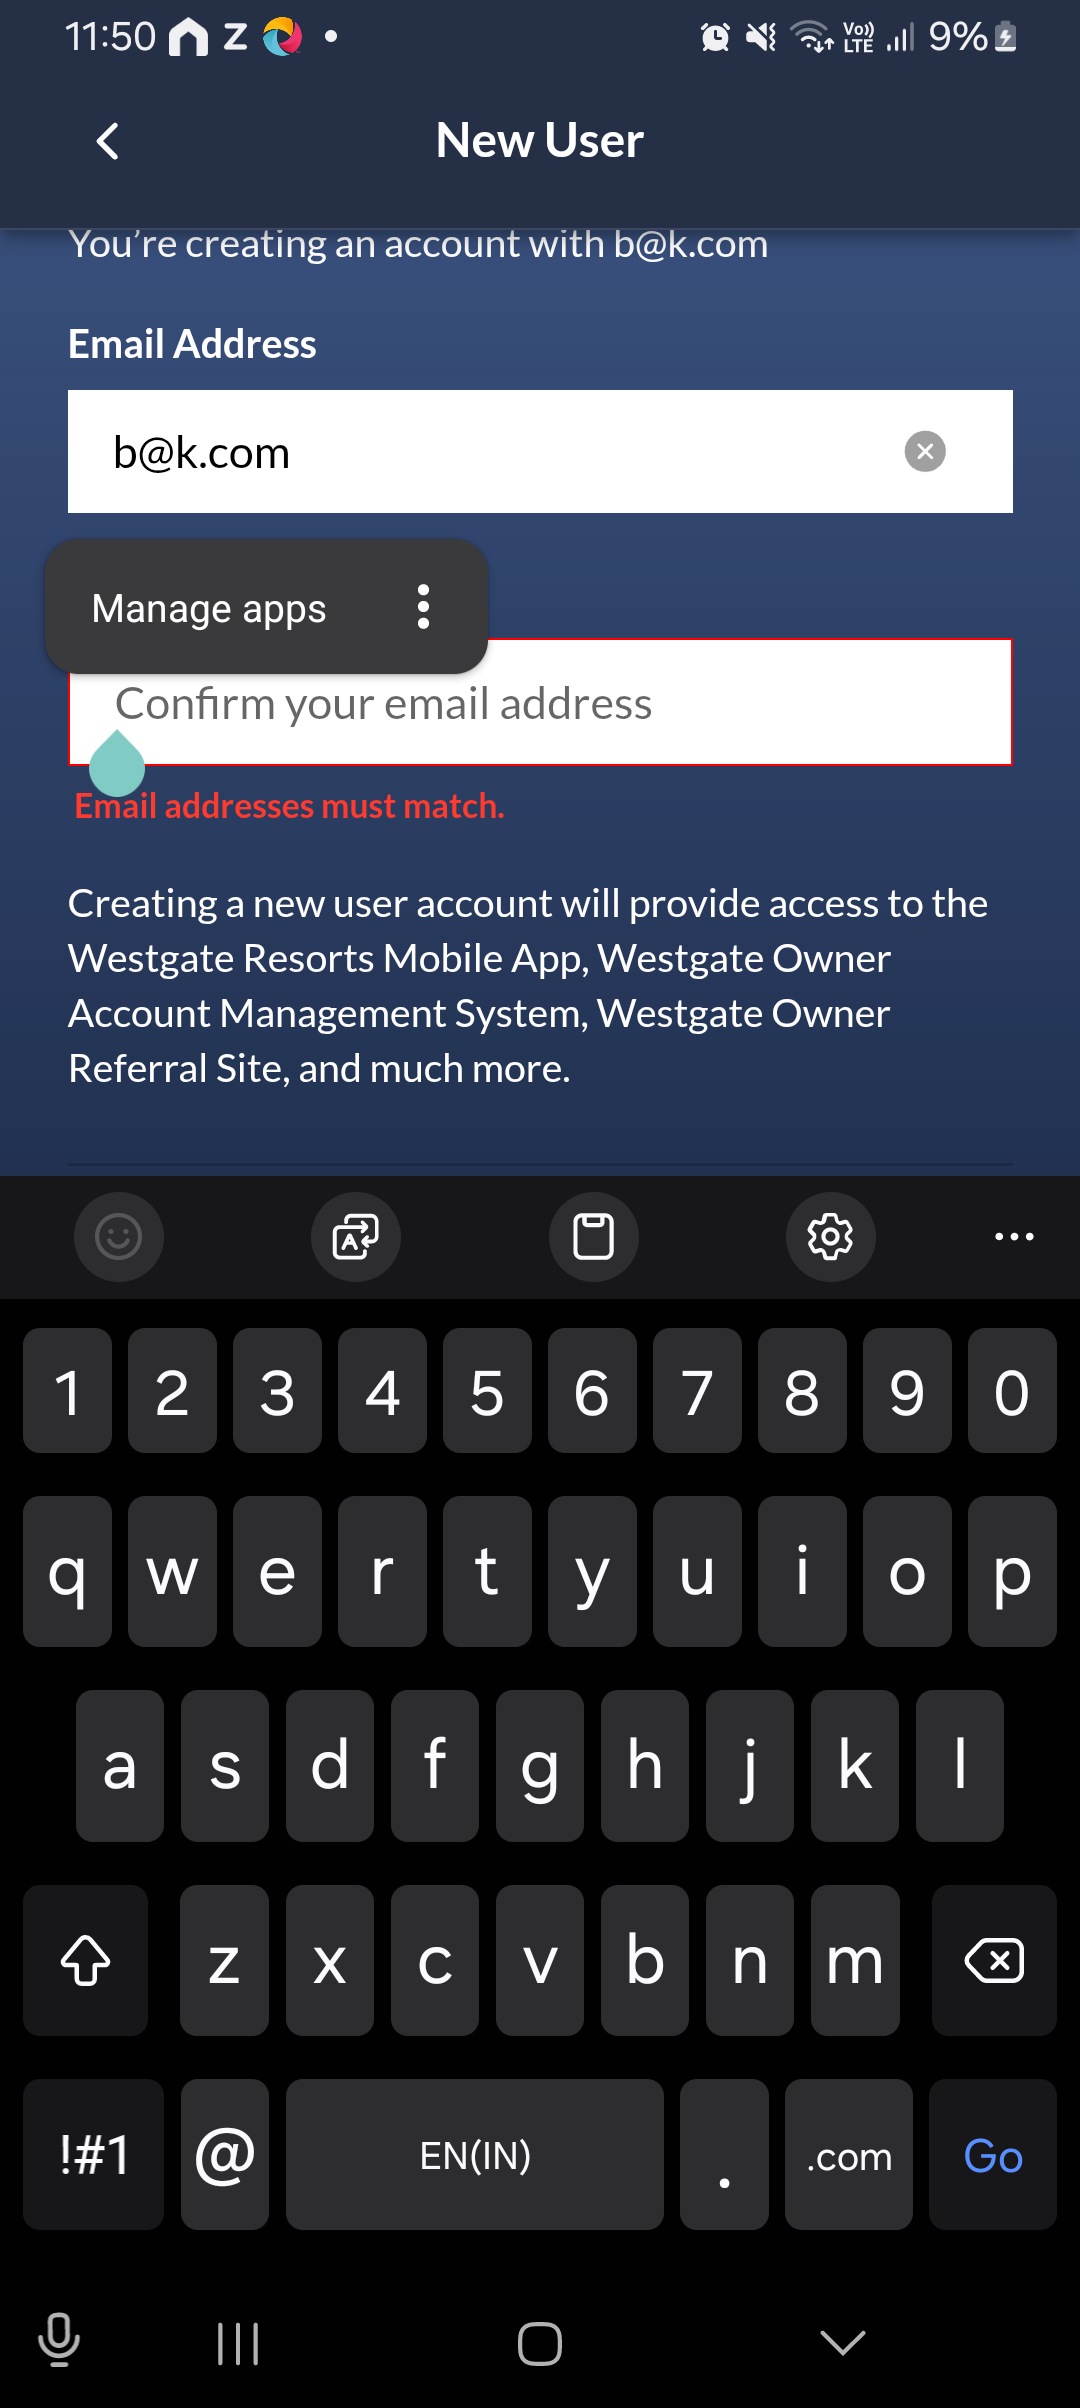 11:50 Z Vo)) LTE 9%
New User
You're creating an account with b@k.com
Email Address
b@k.com
Manage apps
Confirm your email address
Email addresses must match.
Creating a new user account will provide access to the
Westgate Resorts Mobile App, Westgate Owner
Account Management System, Westgate Owner
Referral Site, and much more.
1 2 3 4 5 6 7 8 9 0
q w e r t y u i o p
a s d f g h j k l
z x c v b n m
!#1 @ EN(IN) . .com Go